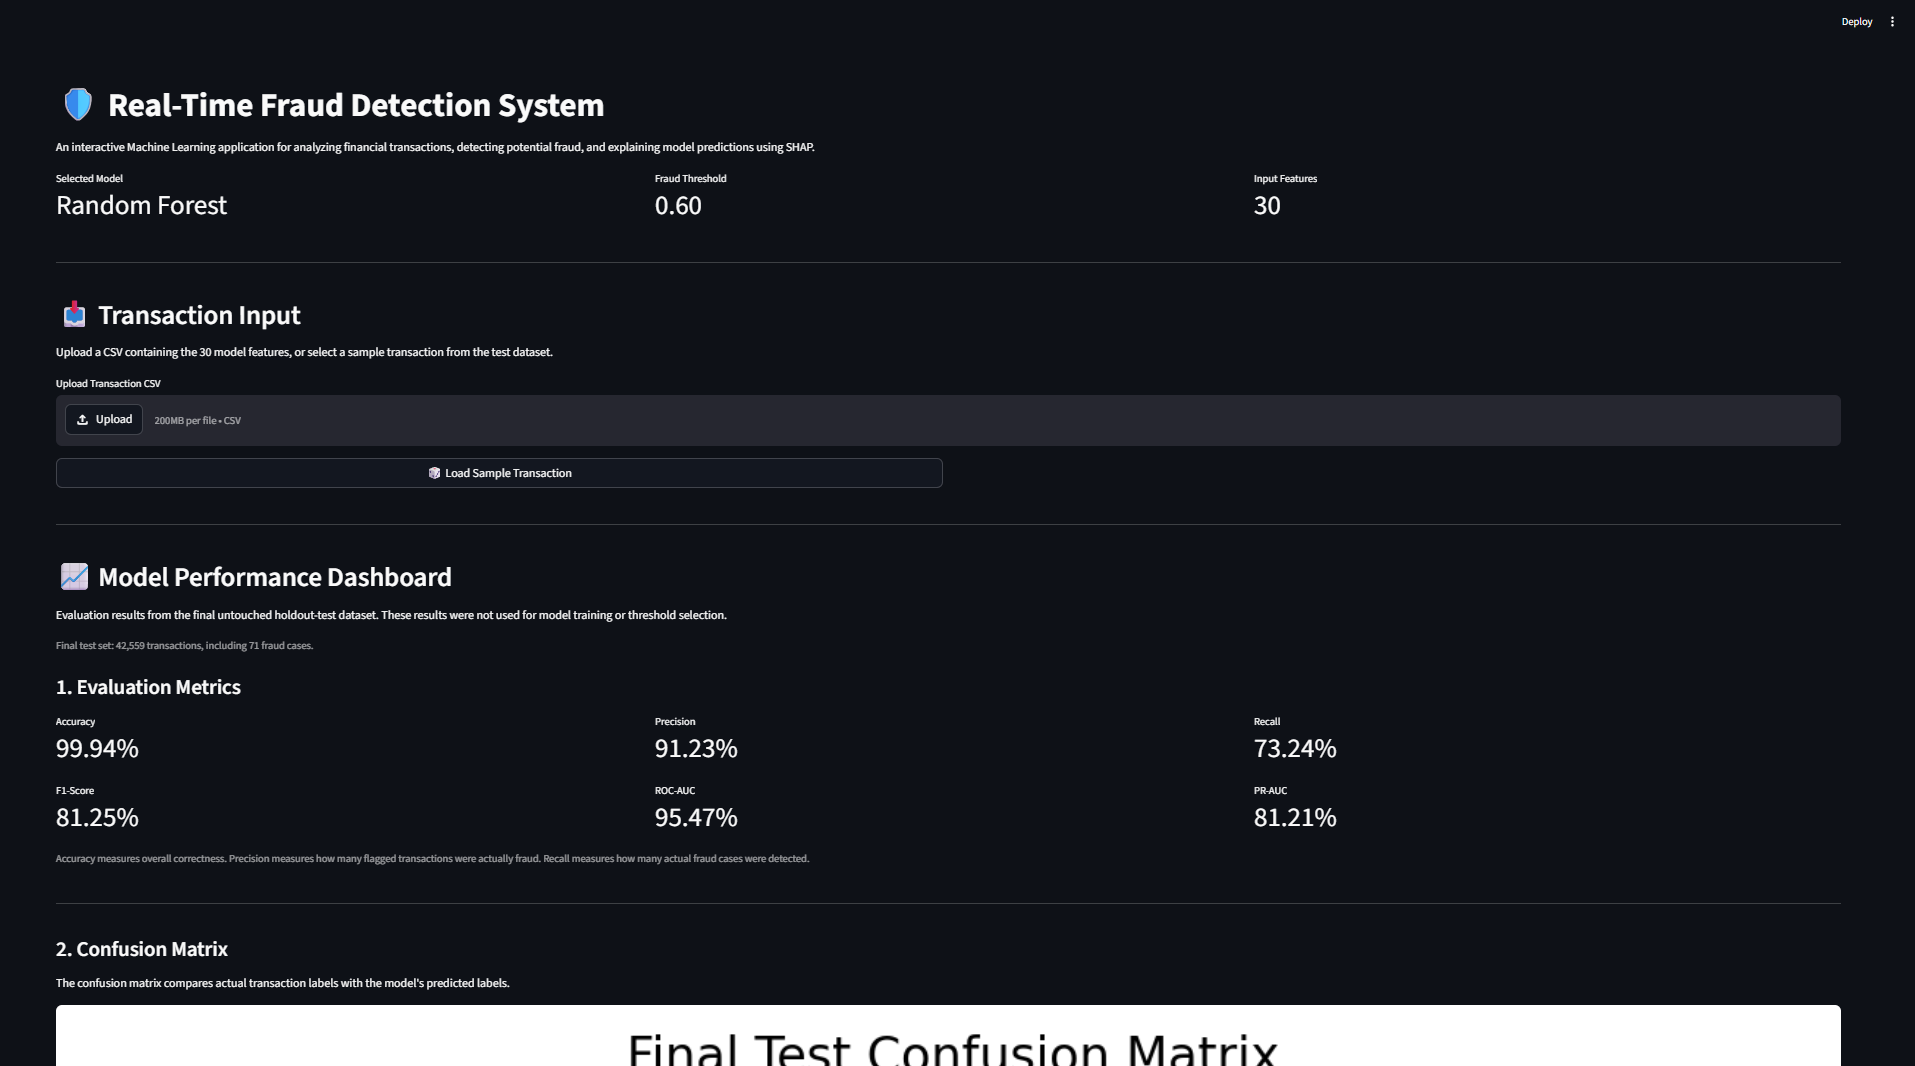 Deploy
Real-Time Fraud Detection System
An interactive Machine Learning application for analyzing financial transactions, detecting potential fraud, and explaining model predictions using SHAP.
Selected Model
Fraud Threshold
Input Features
Random Forest
0.60
30
Transaction Input
Upload a CSV containing the 30 model features, or select a sample transaction from the test dataset.
Upload Transaction CSV
Upload
200MB per file • CSV
Load Sample Transaction
Model Performance Dashboard
Evaluation results from the final untouched holdout-test dataset. These results were not used for model training or threshold selection.
Final test set: 42,559 transactions, including 71 fraud cases.
1. Evaluation Metrics
Accuracy
Precision
Recall
99.94%
91.23%
73.24%
F1-Score
ROC-AUC
PR-AUC
81.25%
95.47%
81.21%
Accuracy measures overall correctness. Precision measures how many flagged transactions were actually fraud. Recall measures how many actual fraud cases were detected.
2. Confusion Matrix
The confusion matrix compares actual transaction labels with the model's predicted labels.
Final Test Confusion Matrix